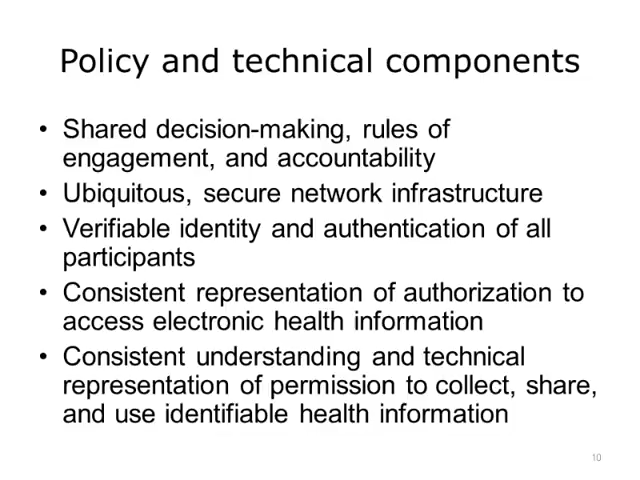 Policy and technical components
• Shared decision-making, rules of
engagement, and accountability
• Ubiquitous, secure network infrastructure
• Verifiable identity and authentication of all
participants
• Consistent representation of authorization to
access electronic health information
• Consistent understanding and technical
representation of permission to collect, share,
and use identifiable health information
10